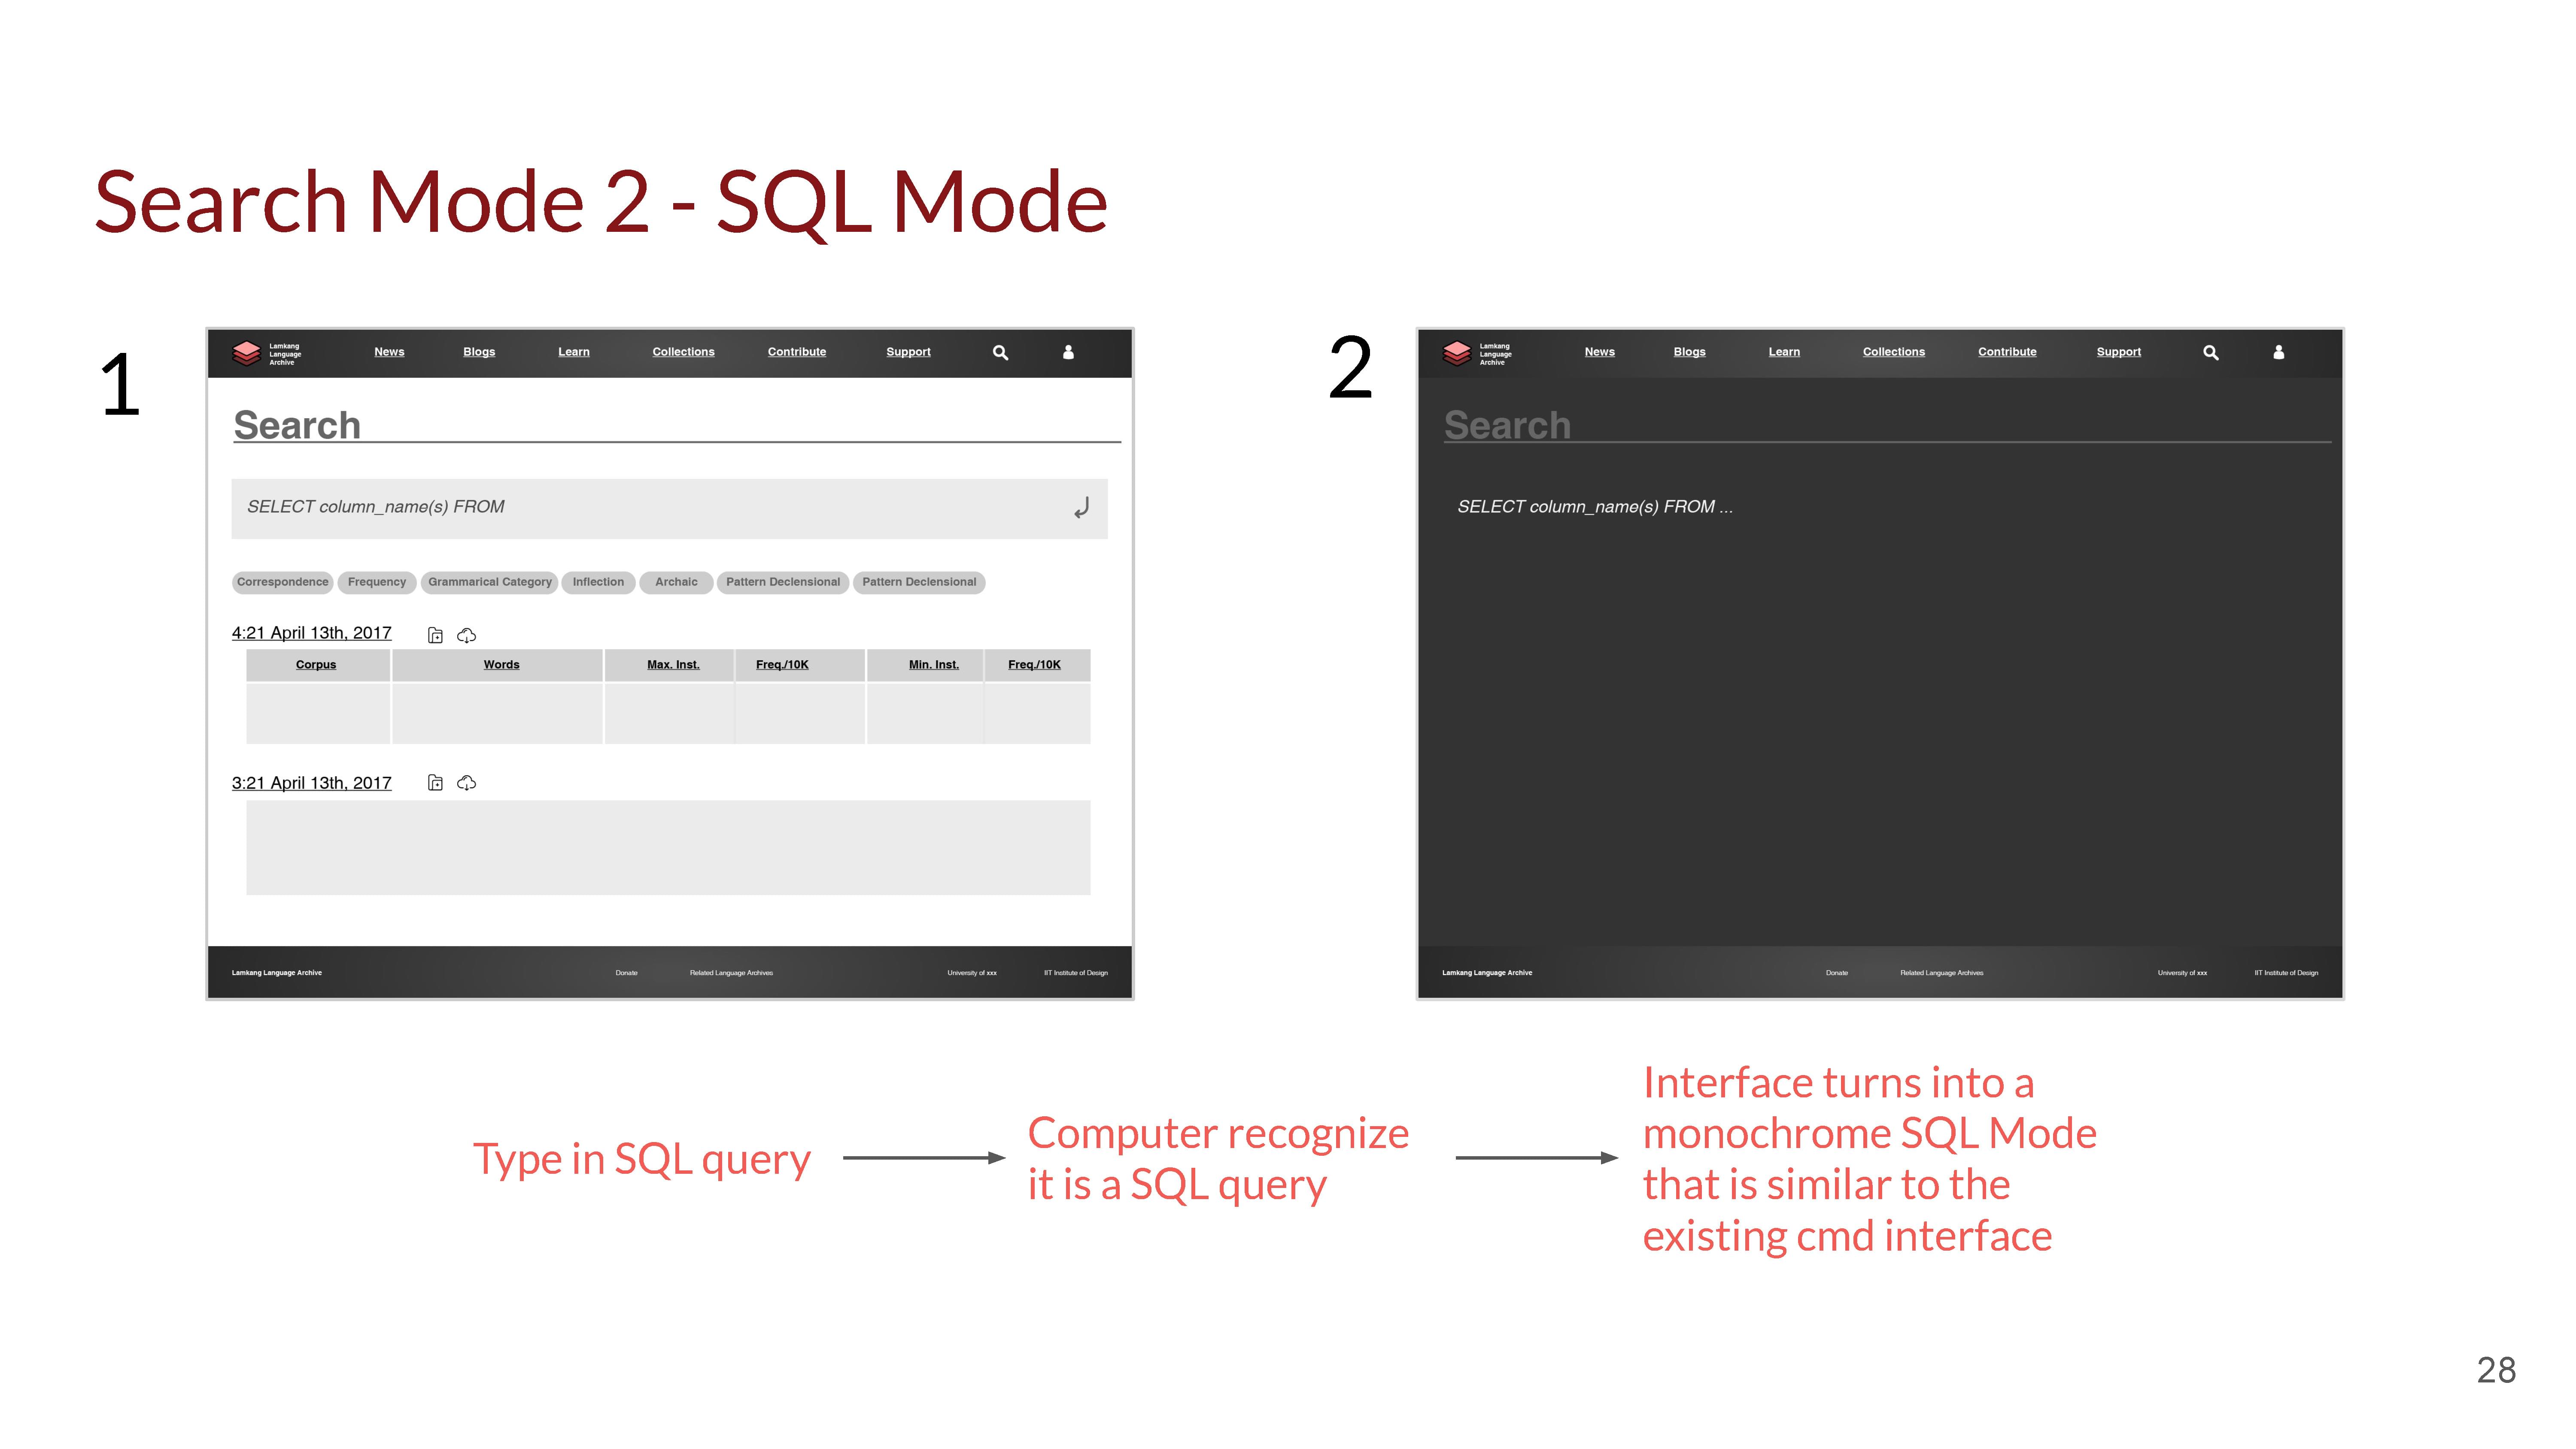 Search Mode 2 - SQL Mode
1
Lamkang
Language
Archive
News Blogs Learn Collections Contribute Support
Search
SELECT column_name(s) FROM
Correspondence Frequency Grammarical Category Inflection Archaic Pattern Declensional Pattern Declensional
4:21 April 13th, 2017
Corpus Words Max. Inst. Freq./10K Min. Inst. Freq./10K
3:21 April 13th, 2017
Lamkang Language Archive Donate Related Language Archives University of xxx IIT Institute of Design
2
Lamkang
Language
Archive
News Blogs Learn Collections Contribute Support
Search
SELECT column_name(s) FROM ...
Lamkang Language Archive Donate Related Language Archives University of xxx IIT Institute of Design
Type in SQL query
Computer recognize
it is a SQL query
Interface turns into a
monochrome SQL Mode
that is similar to the
existing cmd interface
28